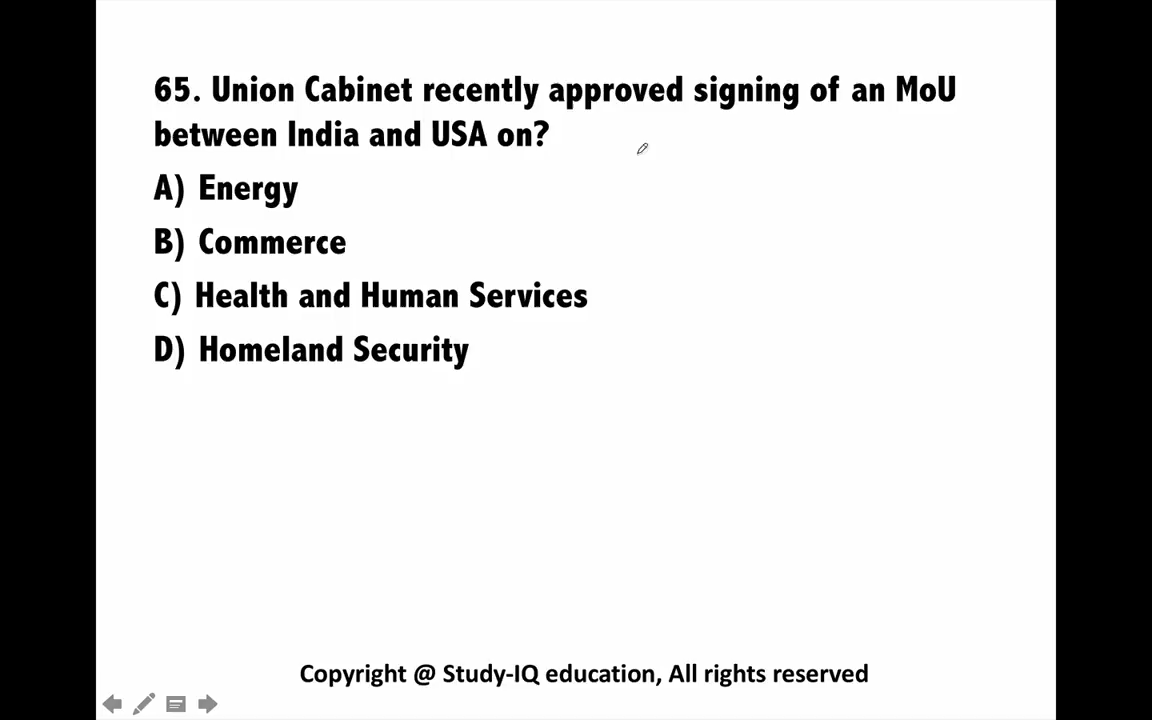 65. Union Cabinet recently approved signing of an MoU
between India and USA on?
A) Energy
B) Commerce
C) Health and Human Services
D) Homeland Security
Copyright @ Study-IQ education, All rights reserved